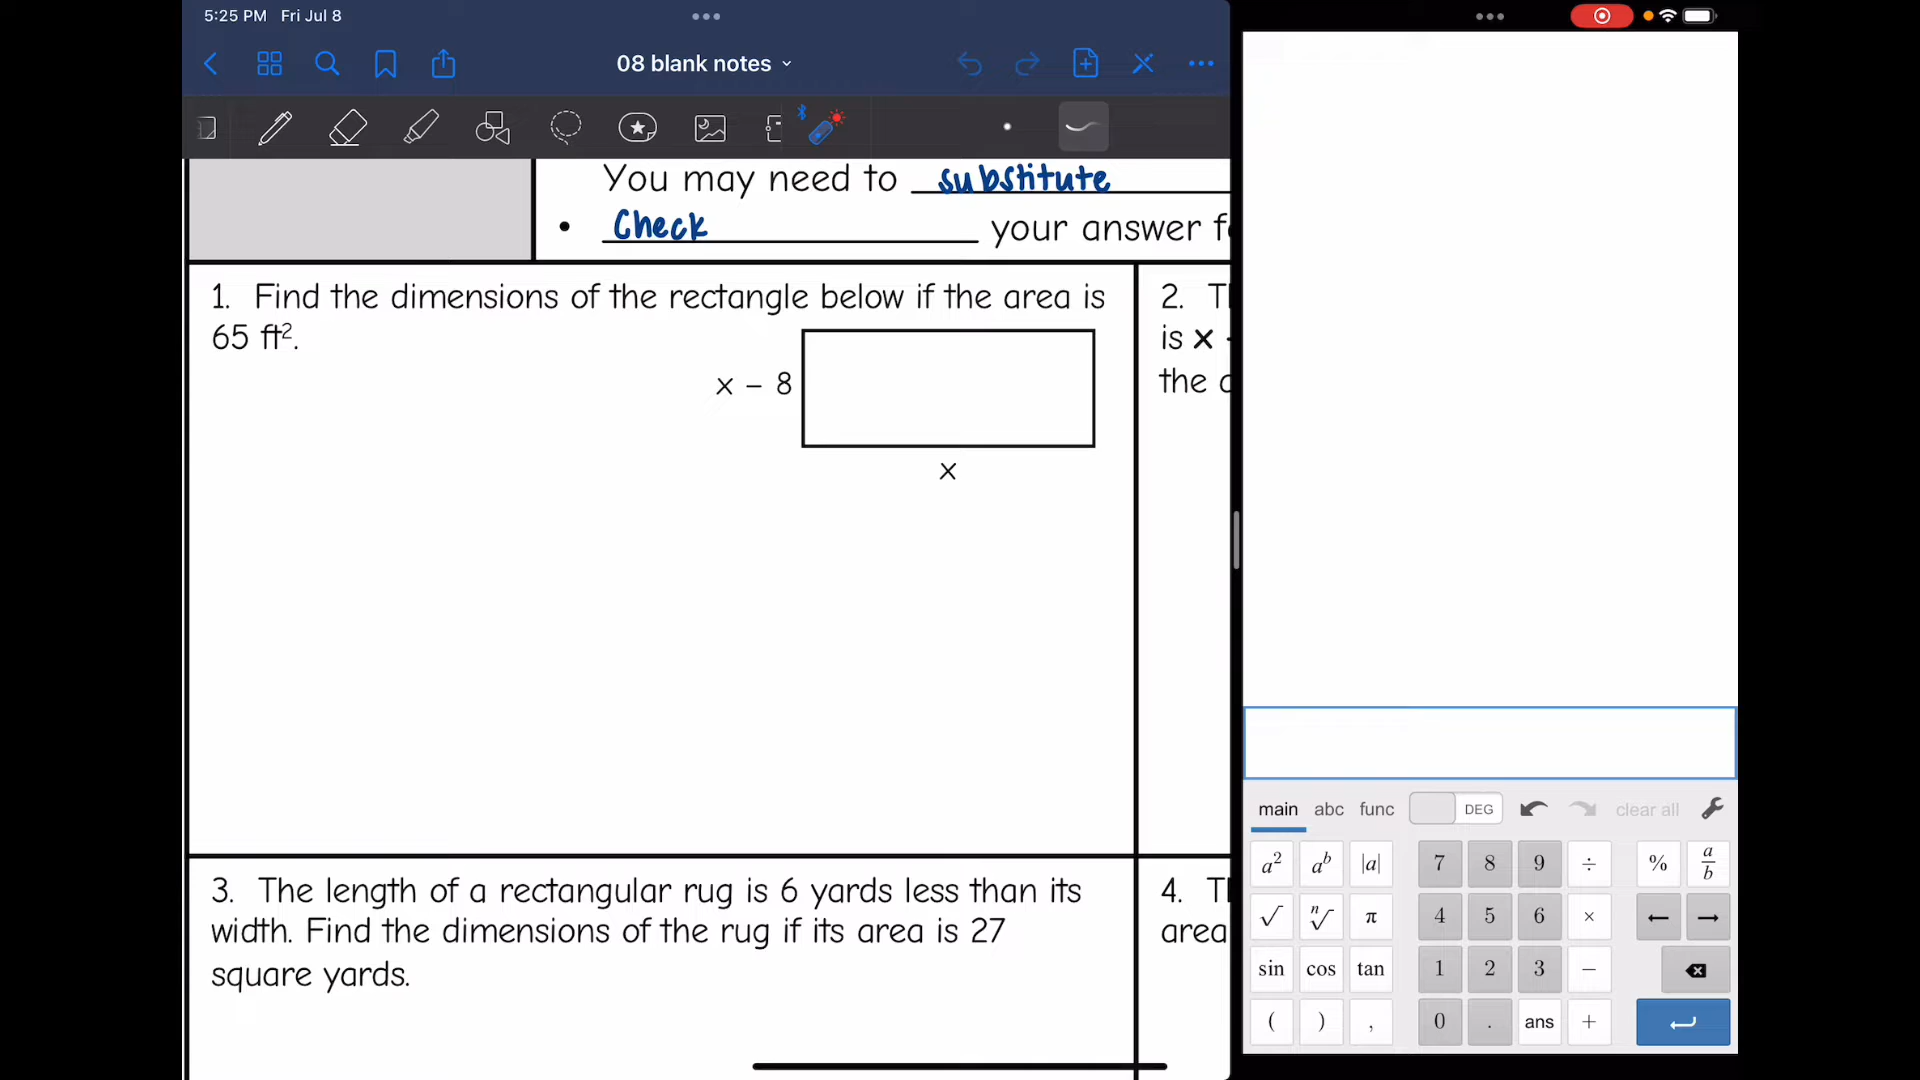 5:25 PM Fri Jul 8
08 blank notes
You may need to substitute
• Check your answer f
1. Find the dimensions of the rectangle below if the area is
65 ft².
x – 8
x
2. T
is x
the
3. The length of a rectangular rug is 6 yards less than its
width. Find the dimensions of the rug if its area is 27
square yards.
4. T
area
main abc func DEG clear all
a² aᵇ |a| 7 8 9 ÷ % a/b
√ ⁿ√ π 4 5 6 × ← →
sin cos tan 1 2 3 −
( ) , 0 . ans +